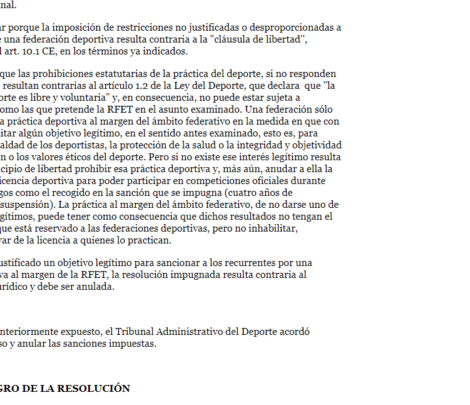 nal.
ar porque la imposición de restricciones no justificadas o desproporcionadas a
e una federación deportiva resulta contraria a la "cláusula de libertad",
l art. 10.1 CE, en los términos ya indicados.
que las prohibiciones estatutarias de la práctica del deporte, si no responden
resultan contrarias al artículo 1.2 de la Ley del Deporte, que declara que "la
orte es libre y voluntaria" y, en consecuencia, no puede estar sujeta a
omo las que pretende la RFET en el asunto examinado. Una federación sólo
a práctica deportiva al margen del ámbito federativo en la medida en que con
itar algún objetivo legítimo, en el sentido antes examinado, esto es, para
ualdad de los deportistas, la protección de la salud o la integridad y objetividad
n o los valores éticos del deporte. Pero si no existe ese interés legítimo resulta
cipio de libertad prohibir esa práctica deportiva y, más aún, anudar a ella la
icencia deportiva para poder participar en competiciones oficiales durante
gos como el recogido en la sanción que se impugna (cuatro años de
suspensión). La práctica al margen del ámbito federativo, de no darse uno de
gítimos, puede tener como consecuencia que dichos resultados no tengan el
que está reservado a las federaciones deportivas, pero no inhabilitar,
var de la licencia a quienes lo practican.
ustificado un objetivo legítimo para sancionar a los recurrentes por una
va al margen de la RFET, la resolución impugnada resulta contraria al
urídico y debe ser anulada.
nteriormente expuesto, el Tribunal Administrativo del Deporte acordó
so y anular las sanciones impuestas.
GRO DE LA RESOLUCIÓN